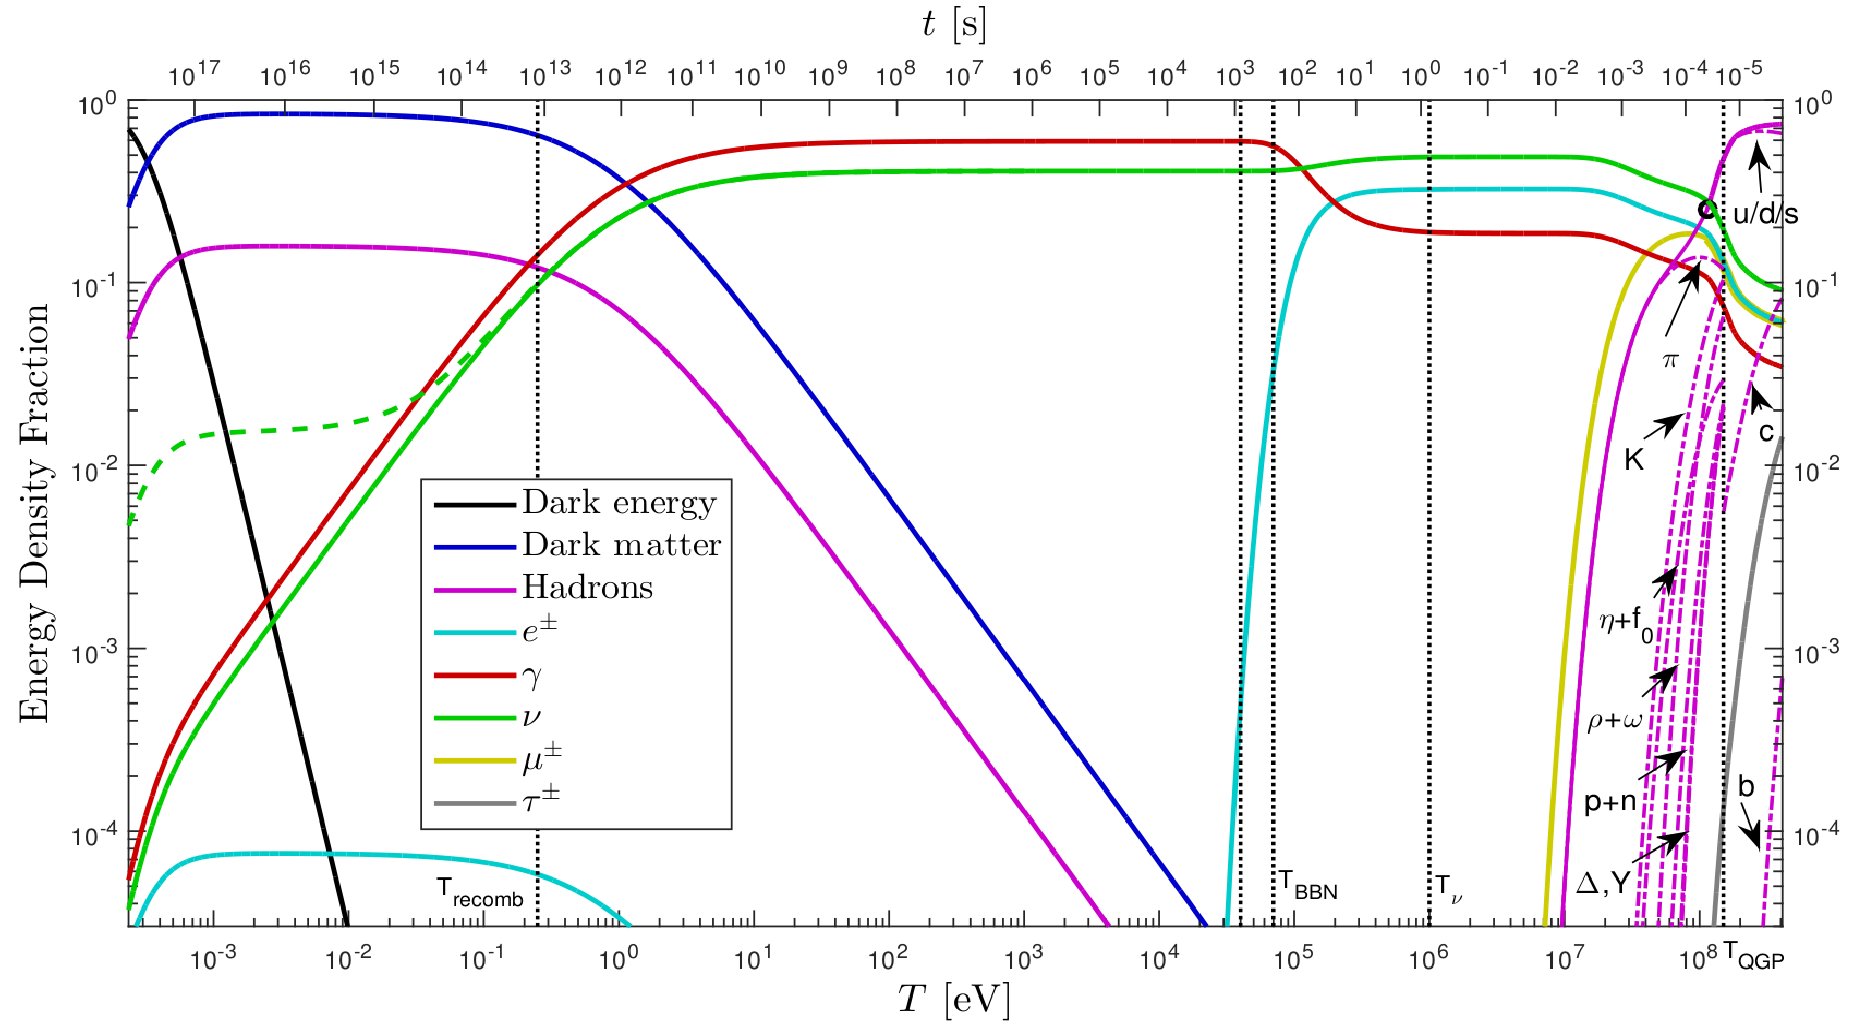 t [s]
10^17 10^16 10^15 10^14 10^13 10^12 10^11 10^10 10^9 10^8 10^7 10^6 10^5 10^4 10^3 10^2 10^1 10^0 10^-1 10^-2 10^-3 10^-4 10^-5
10^0
10^-1
10^-2
10^-3
10^-4
Energy Density Fraction
10^0
10^-1
10^-2
10^-3
10^-4
u/d/s
π
c
K
η+f_0
ρ+ω
p+n
b
Δ,Y
Dark energy
Dark matter
Hadrons
e^±
γ
ν
μ^±
τ^±
T_recomb
T_BBN
T_ν
10^-3 10^-2 10^-1 10^0 10^1 10^2 10^3 10^4 10^5 10^6 10^7 10^8 T_QGP
T [eV]